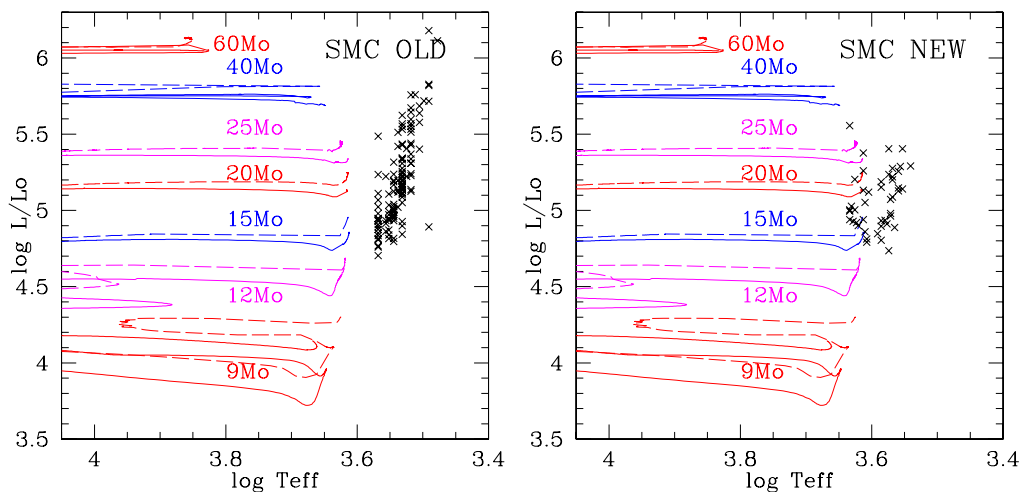 SMC OLD
60Mo
40Mo
25Mo
20Mo
15Mo
12Mo
9Mo
6
5.5
5
4.5
4
3.5
4
3.8
3.6
3.4
log L/Lo
log Teff
SMC NEW
60Mo
40Mo
25Mo
20Mo
15Mo
12Mo
9Mo
6
5.5
5
4.5
4
3.5
4
3.8
3.6
3.4
log L/Lo
log Teff